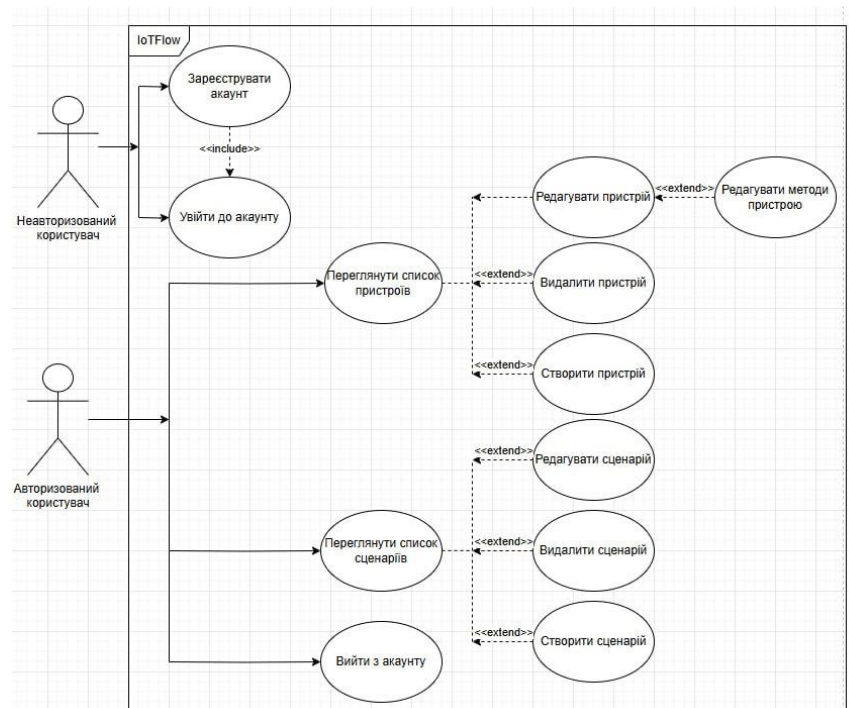 IoTFlow
Зареєструвати
акаунт
<<include>>
Увійти до акаунту
Неавторизований
користувач
Редагувати пристрій
<<extend>>
Редагувати методи
пристрою
Переглянути список
пристроїв
<<extend>>
Видалити пристрій
<<extend>>
Створити пристрій
Авторизований
користувач
<<extend>>
Редагувати сценарій
Переглянути список
сценаріїв
<<extend>>
Видалити сценарій
<<extend>>
Створити сценарій
Вийти з акаунту